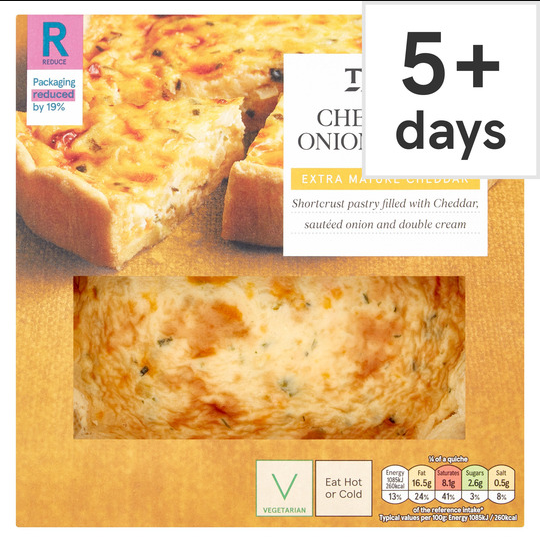 R
REDUCE
Packaging
reduced
by 19%
5+
days
EXTRA MATURE CHEDDAR
Shortcrust pastry filled with Cheddar,
sautéed onion and double cream
VEGETARIAN
Eat Hot
or Cold
¼ of a quiche
Energy Fat Saturates Sugars Salt
1085kJ 260kcal 16.5g 8.1g 2.6g 0.5g
13% 24% 41% 3% 8%
of the reference intake*
Typical values per 100g: Energy 1085kJ / 260kcal